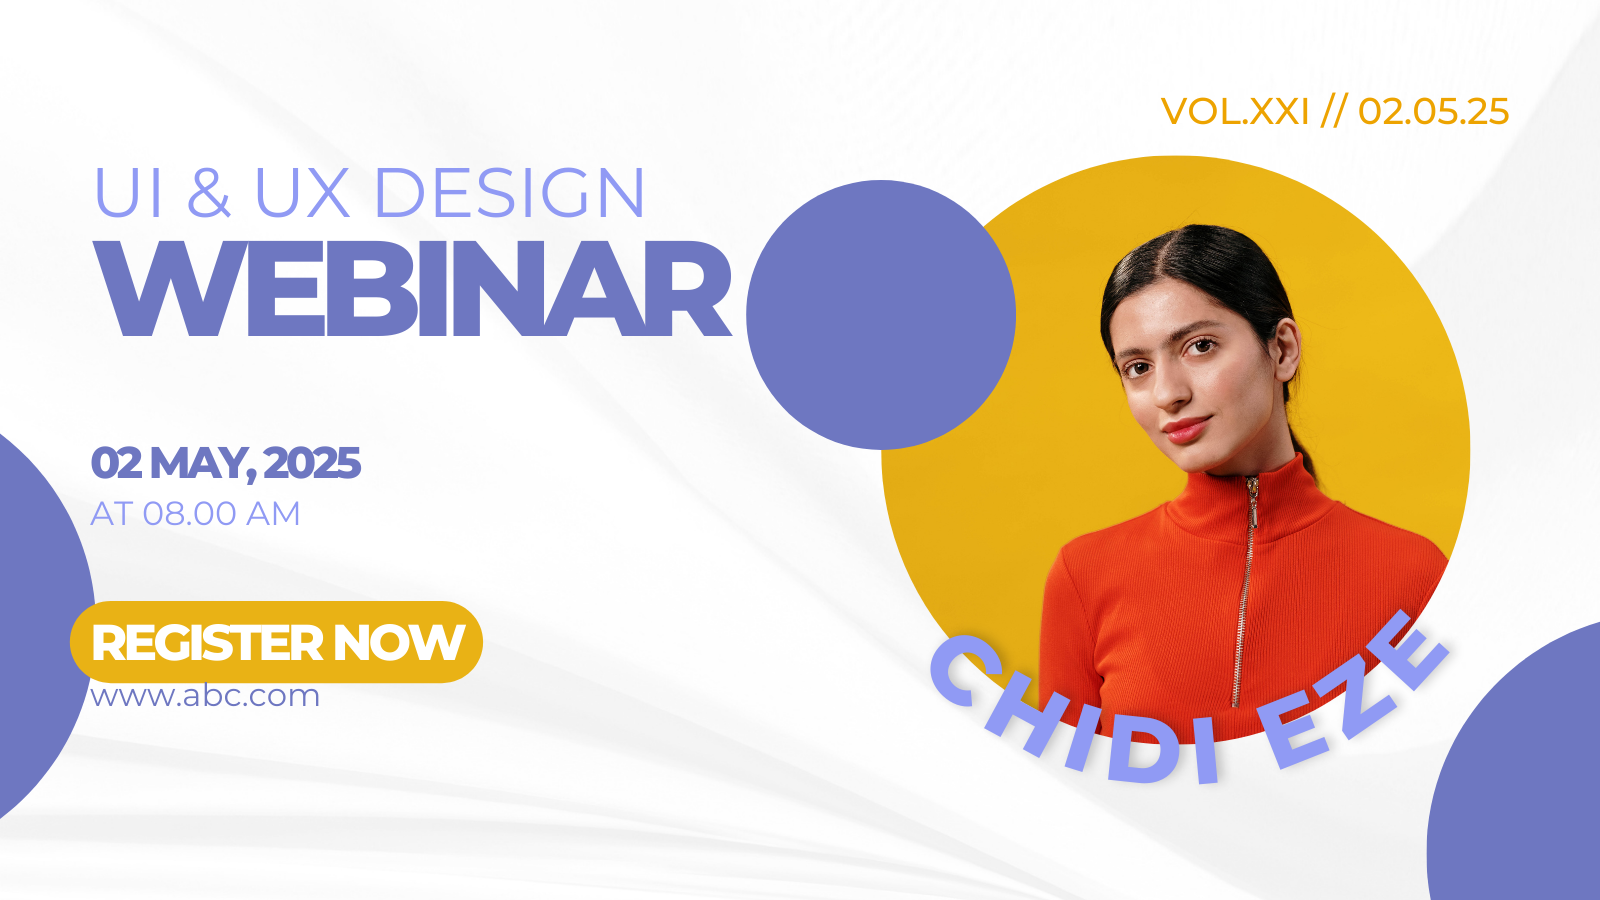 VOL.XXI // 02.05.25
UI & UX DESIGN
WEBINAR
02 MAY, 2025
AT 08.00 AM
REGISTER NOW
www.abc.com
CHIDI EZE